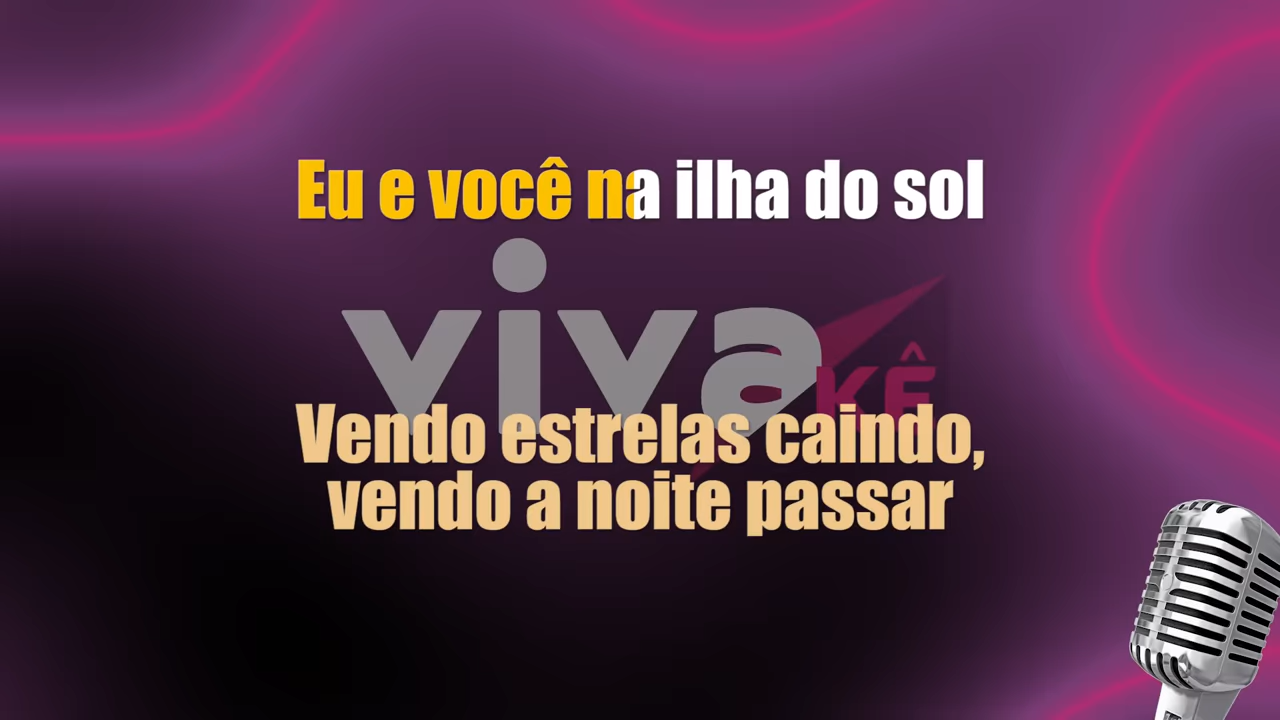 Eu e você na ilha do sol
viva
KÊ
Vendo estrelas caindo,
vendo a noite passar